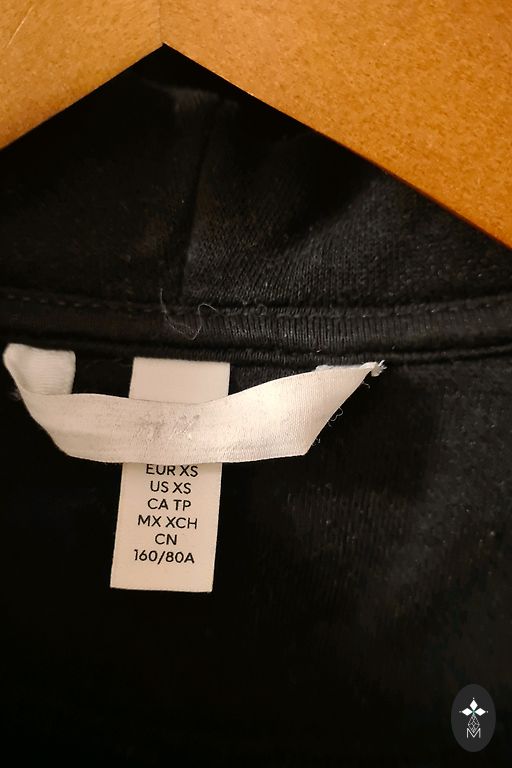 EUR XS
US XS
CA TP
MX XCH
CN
160/80A
M